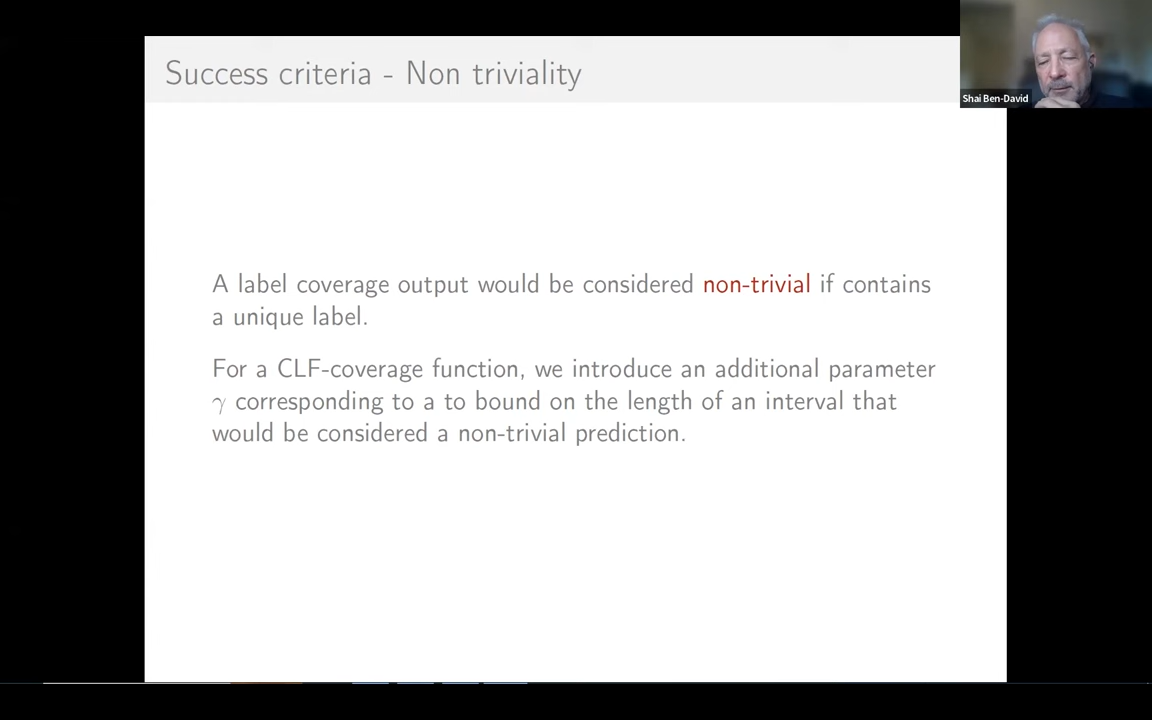 Success criteria - Non triviality
Shai Ben-David
A label coverage output would be considered non-trivial if contains
a unique label.
For a CLF-coverage function, we introduce an additional parameter
γ corresponding to a to bound on the length of an interval that
would be considered a non-trivial prediction.